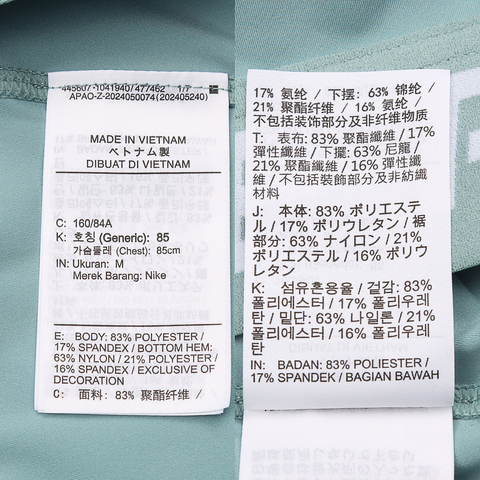 445607 -1041940/477462 1/7
APAO-Z-2024050074 (202405240)
MADE IN VIETNAM
ベトナム製
DIBUAT DI VIETNAM
C: 160/84A
K: 호칭 (Generic): 85
가슴둘레 (Chest): 85cm
IN: Ukuran: M
Merek Barang: Nike
E: BODY: 83% POLYESTER /
17% SPANDEX / BOTTOM HEM:
63% NYLON / 21% POLYESTER /
16% SPANDEX / EXCLUSIVE OF
DECORATION
C: 面料: 83% 聚酯纤维 /
17% 氨纶 / 下摆: 63% 锦纶 /
21% 聚酯纤维 / 16% 氨纶 /
不包括装饰部分及非纤维物质
T: 表布: 83% 聚酯纖維 / 17%
彈性纖維 / 下擺: 63% 尼龍 /
21% 聚酯纖維 / 16% 彈性纖
維 / 不包括裝飾部分及非紡織
材料
J: 本体: 83% ポリエステ
ル / 17% ポリウレタン / 裾
部分: 63% ナイロン / 21%
ポリエステル / 16% ポリウ
レタン
K: 섬유혼용율 / 겉감: 83%
폴리에스터 / 17% 폴리우레
탄 / 밑단: 63% 나일론 / 21%
폴리에스터 / 16% 폴리우레
탄
IN: BADAN: 83% POLIESTER /
17% SPANDEK / BAGIAN BAWAH